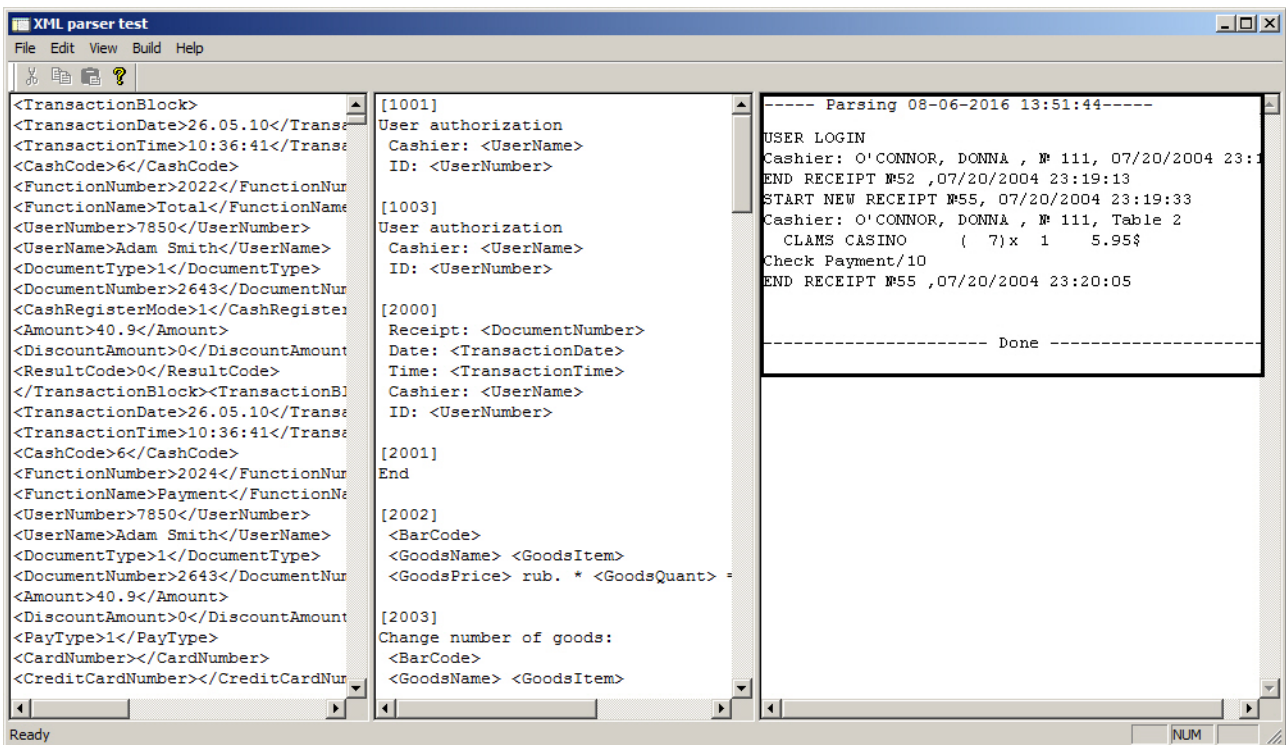 XML parser test
File Edit View Build Help
<TransactionBlock>
<TransactionDate>26.05.10</Transa
<TransactionTime>10:36:41</Transa
<CashCode>6</CashCode>
<FunctionNumber>2022</FunctionNum
<FunctionName>Total</FunctionName
<UserNumber>7850</UserNumber>
<UserName>Adam Smith</UserName>
<DocumentType>1</DocumentType>
<DocumentNumber>2643</DocumentNum
<CashRegisterMode>1</CashRegister
<Amount>40.9</Amount>
<DiscountAmount>0</DiscountAmount
<ResultCode>0</ResultCode>
</TransactionBlock><TransactionBl
<TransactionDate>26.05.10</Transa
<TransactionTime>10:36:41</Transa
<CashCode>6</CashCode>
<FunctionNumber>2024</FunctionNum
<FunctionName>Payment</FunctionNa
<UserNumber>7850</UserNumber>
<UserName>Adam Smith</UserName>
<DocumentType>1</DocumentType>
<DocumentNumber>2643</DocumentNum
<Amount>40.9</Amount>
<DiscountAmount>0</DiscountAmount
<PayType>1</PayType>
<CardNumber></CardNumber>
<CreditCardNumber></CreditCardNum
[1001]
User authorization
Cashier: <UserName>
ID: <UserNumber>
[1003]
User authorization
Cashier: <UserName>
ID: <UserNumber>
[2000]
Receipt: <DocumentNumber>
Date: <TransactionDate>
Time: <TransactionTime>
Cashier: <UserName>
ID: <UserNumber>
[2001]
End
[2002]
<BarCode>
<GoodsName> <GoodsItem>
<GoodsPrice> rub. * <GoodsQuant> =
[2003]
Change number of goods:
<BarCode>
<GoodsName> <GoodsItem>
----- Parsing 08-06-2016 13:51:44-----
USER LOGIN
Cashier: O'CONNOR, DONNA , № 111, 07/20/2004 23:1
END RECEIPT №52 ,07/20/2004 23:19:13
START NEW RECEIPT №55, 07/20/2004 23:19:33
Cashier: O'CONNOR, DONNA , № 111, Table 2
CLAMS CASINO ( 7)x 1 5.95$
Check Payment/10
END RECEIPT №55 ,07/20/2004 23:20:05
---------------------- Done ---------------------
Ready
NUM